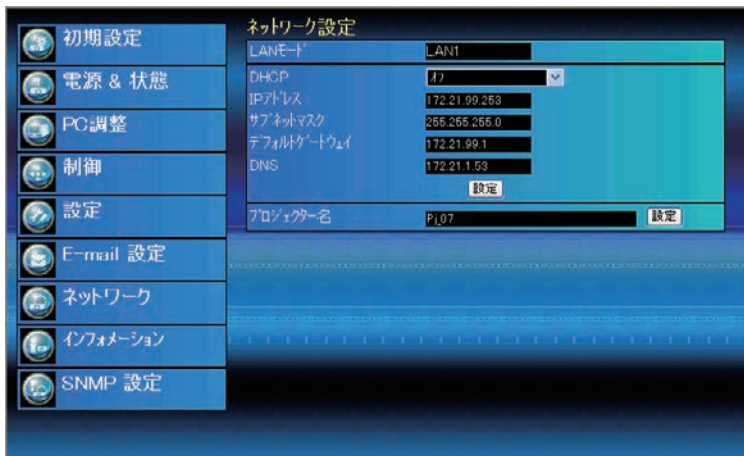 初期設定
電源 & 状態
PC調整
制御
設定
E-mail 設定
ネットワーク
インフォメーション
SNMP 設定
ネットワーク設定
LANモード LAN1
DHCP オフ
IPアドレス 172.21.99.253
サブネットマスク 255.255.255.0
デフォルトゲートウェイ 172.21.99.1
DNS 172.21.1.53
設定
プロジェクター名 Pj_07 設定